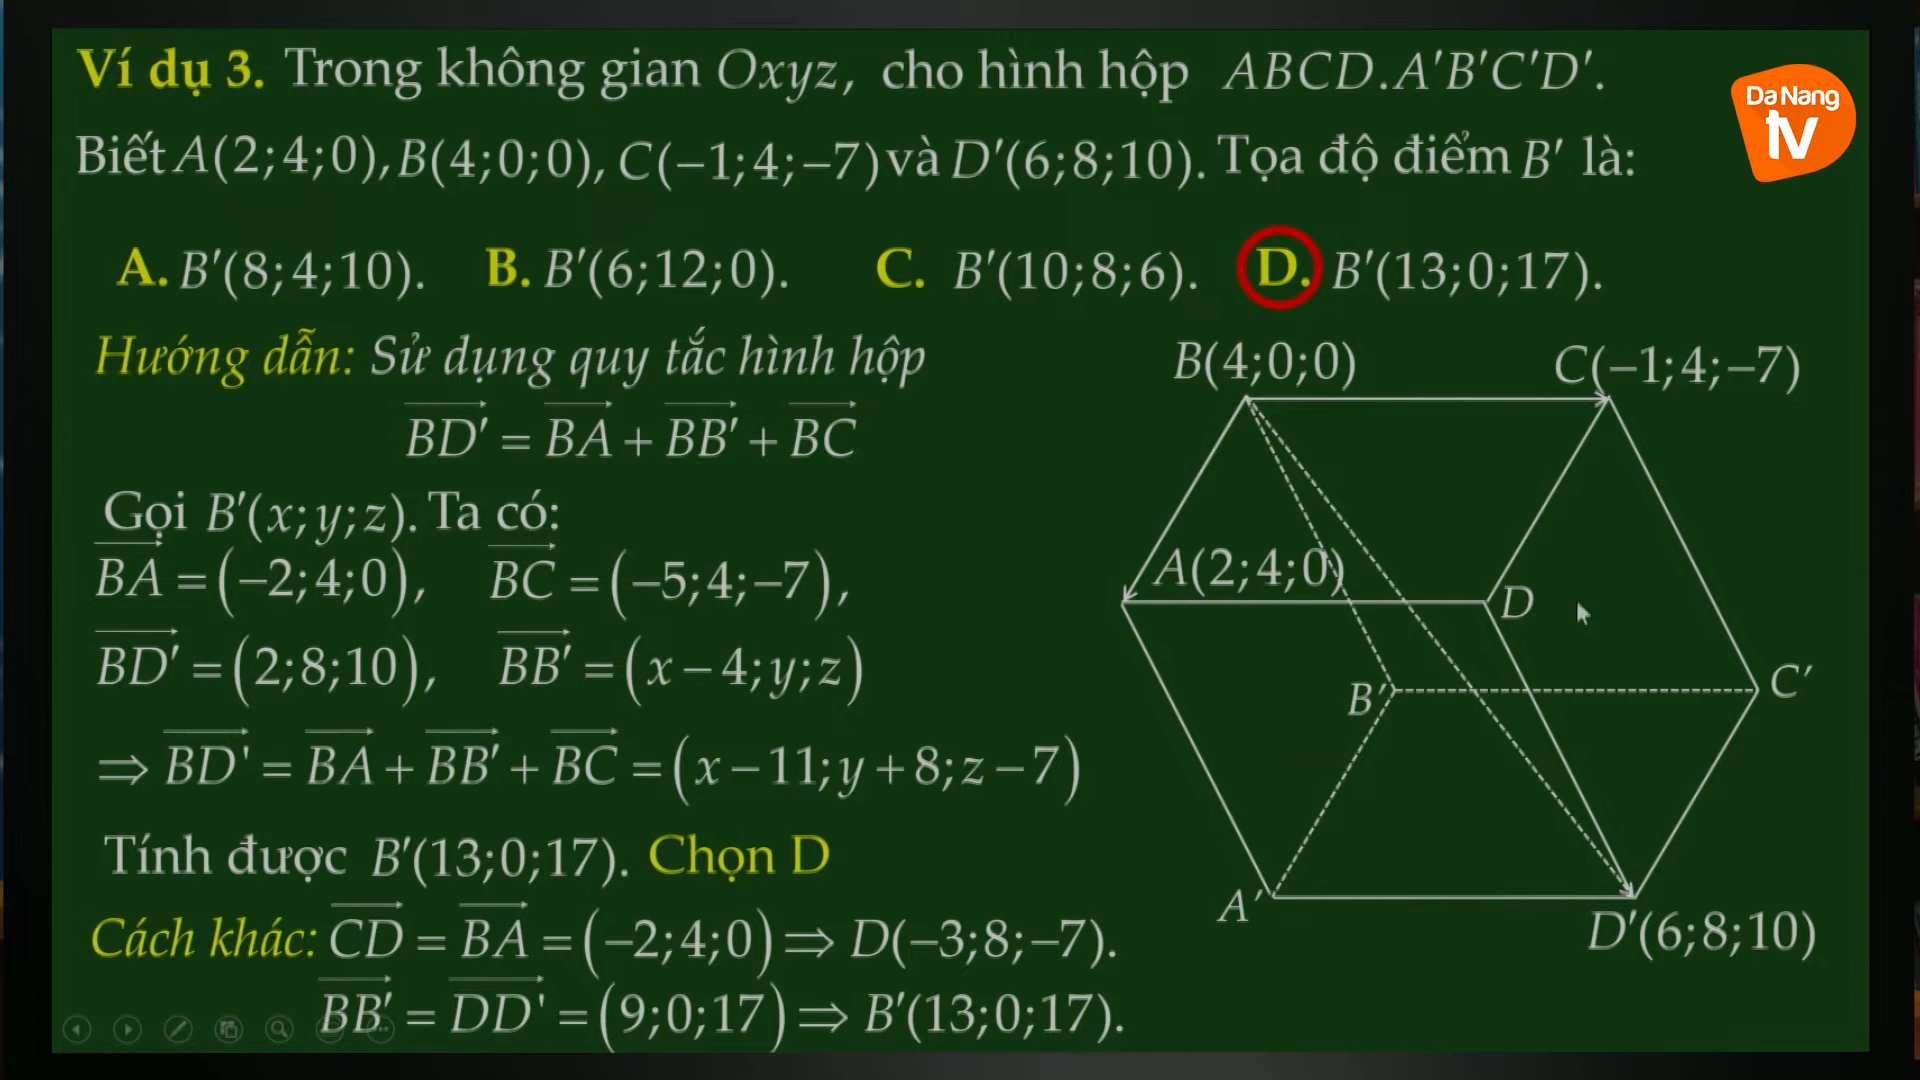 Ví dụ 3. Trong không gian Oxyz, cho hình hộp ABCD.A'B'C'D'.
Da Nang
tv
Biết A(2;4;0), B(4;0;0), C(−1;4;−7) và D'(6;8;10). Tọa độ điểm B' là:
A. B'(8;4;10). B. B'(6;12;0). C. B'(10;8;6). D. B'(13;0;17).
Hướng dẫn: Sử dụng quy tắc hình hộp
BD' = BA + BB' + BC
Gọi B'(x;y;z). Ta có:
BA = (−2;4;0), BC = (−5;4;−7),
BD' = (2;8;10), BB' = (x−4;y;z)
⇒ BD' = BA + BB' + BC = (x−11;y+8;z−7)
Tính được B'(13;0;17). Chọn D
Cách khác: CD = BA = (−2;4;0) ⇒ D(−3;8;−7).
BB' = DD' = (9;0;17) ⇒ B'(13;0;17).
B(4;0;0)
C(−1;4;−7)
A(2;4;0)
D
B'
C'
A'
D'(6;8;10)